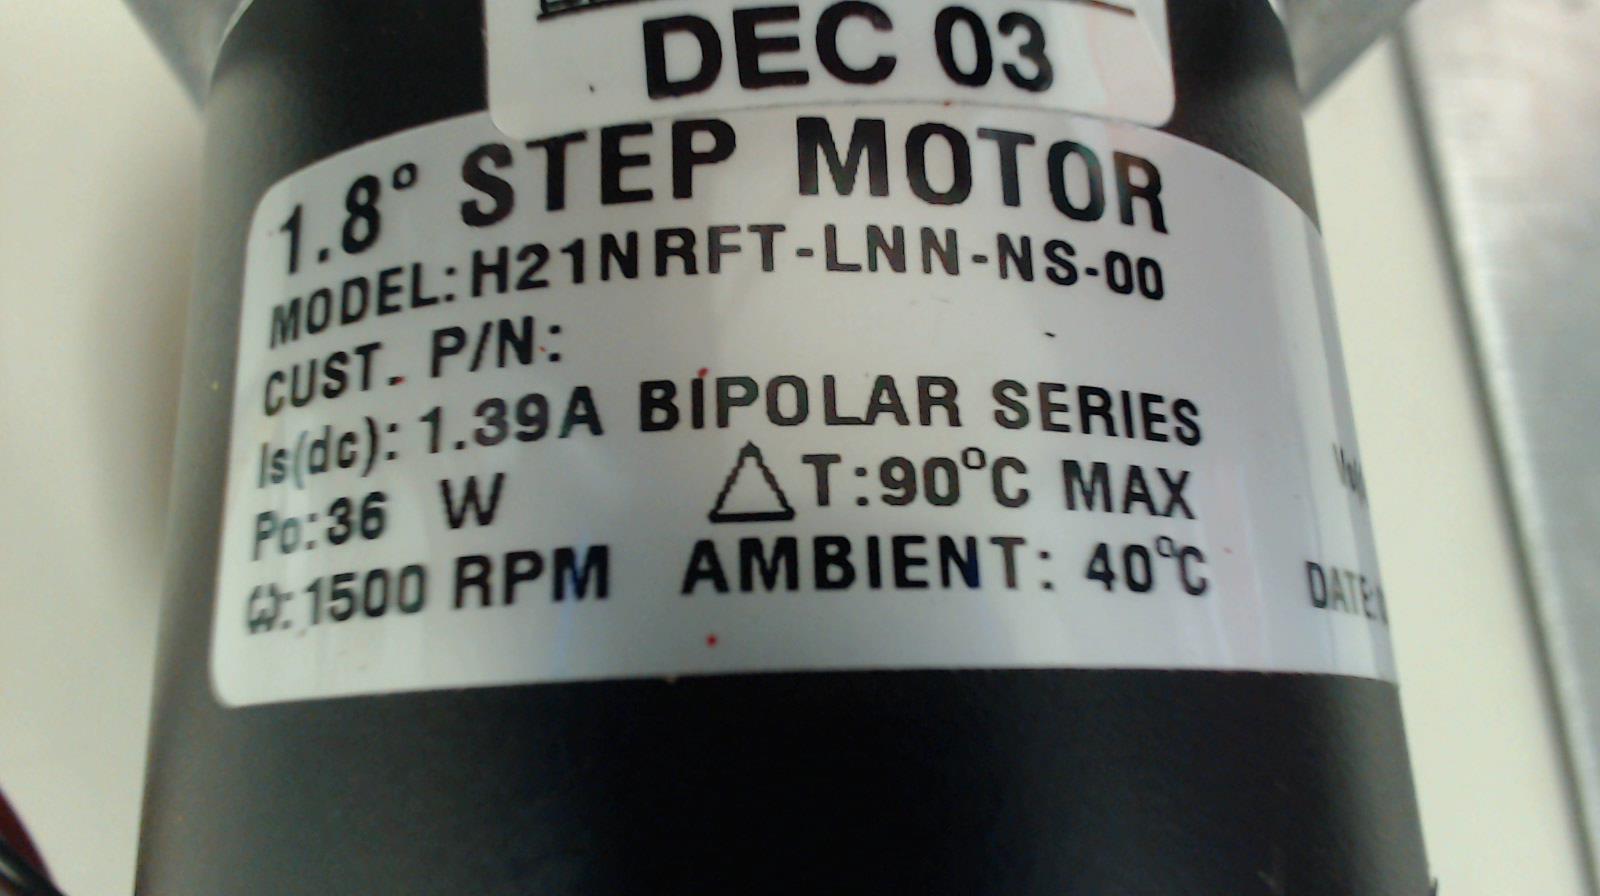 DEC 03
1.8° STEP MOTOR
MODEL: H21NRFT-LNN-NS-00
CUST. P/N:
Is(dc): 1.39A BIPOLAR SERIES
Po: 36 W △T: 90°C MAX
Ω: 1500 RPM AMBIENT: 40°C
DATE: